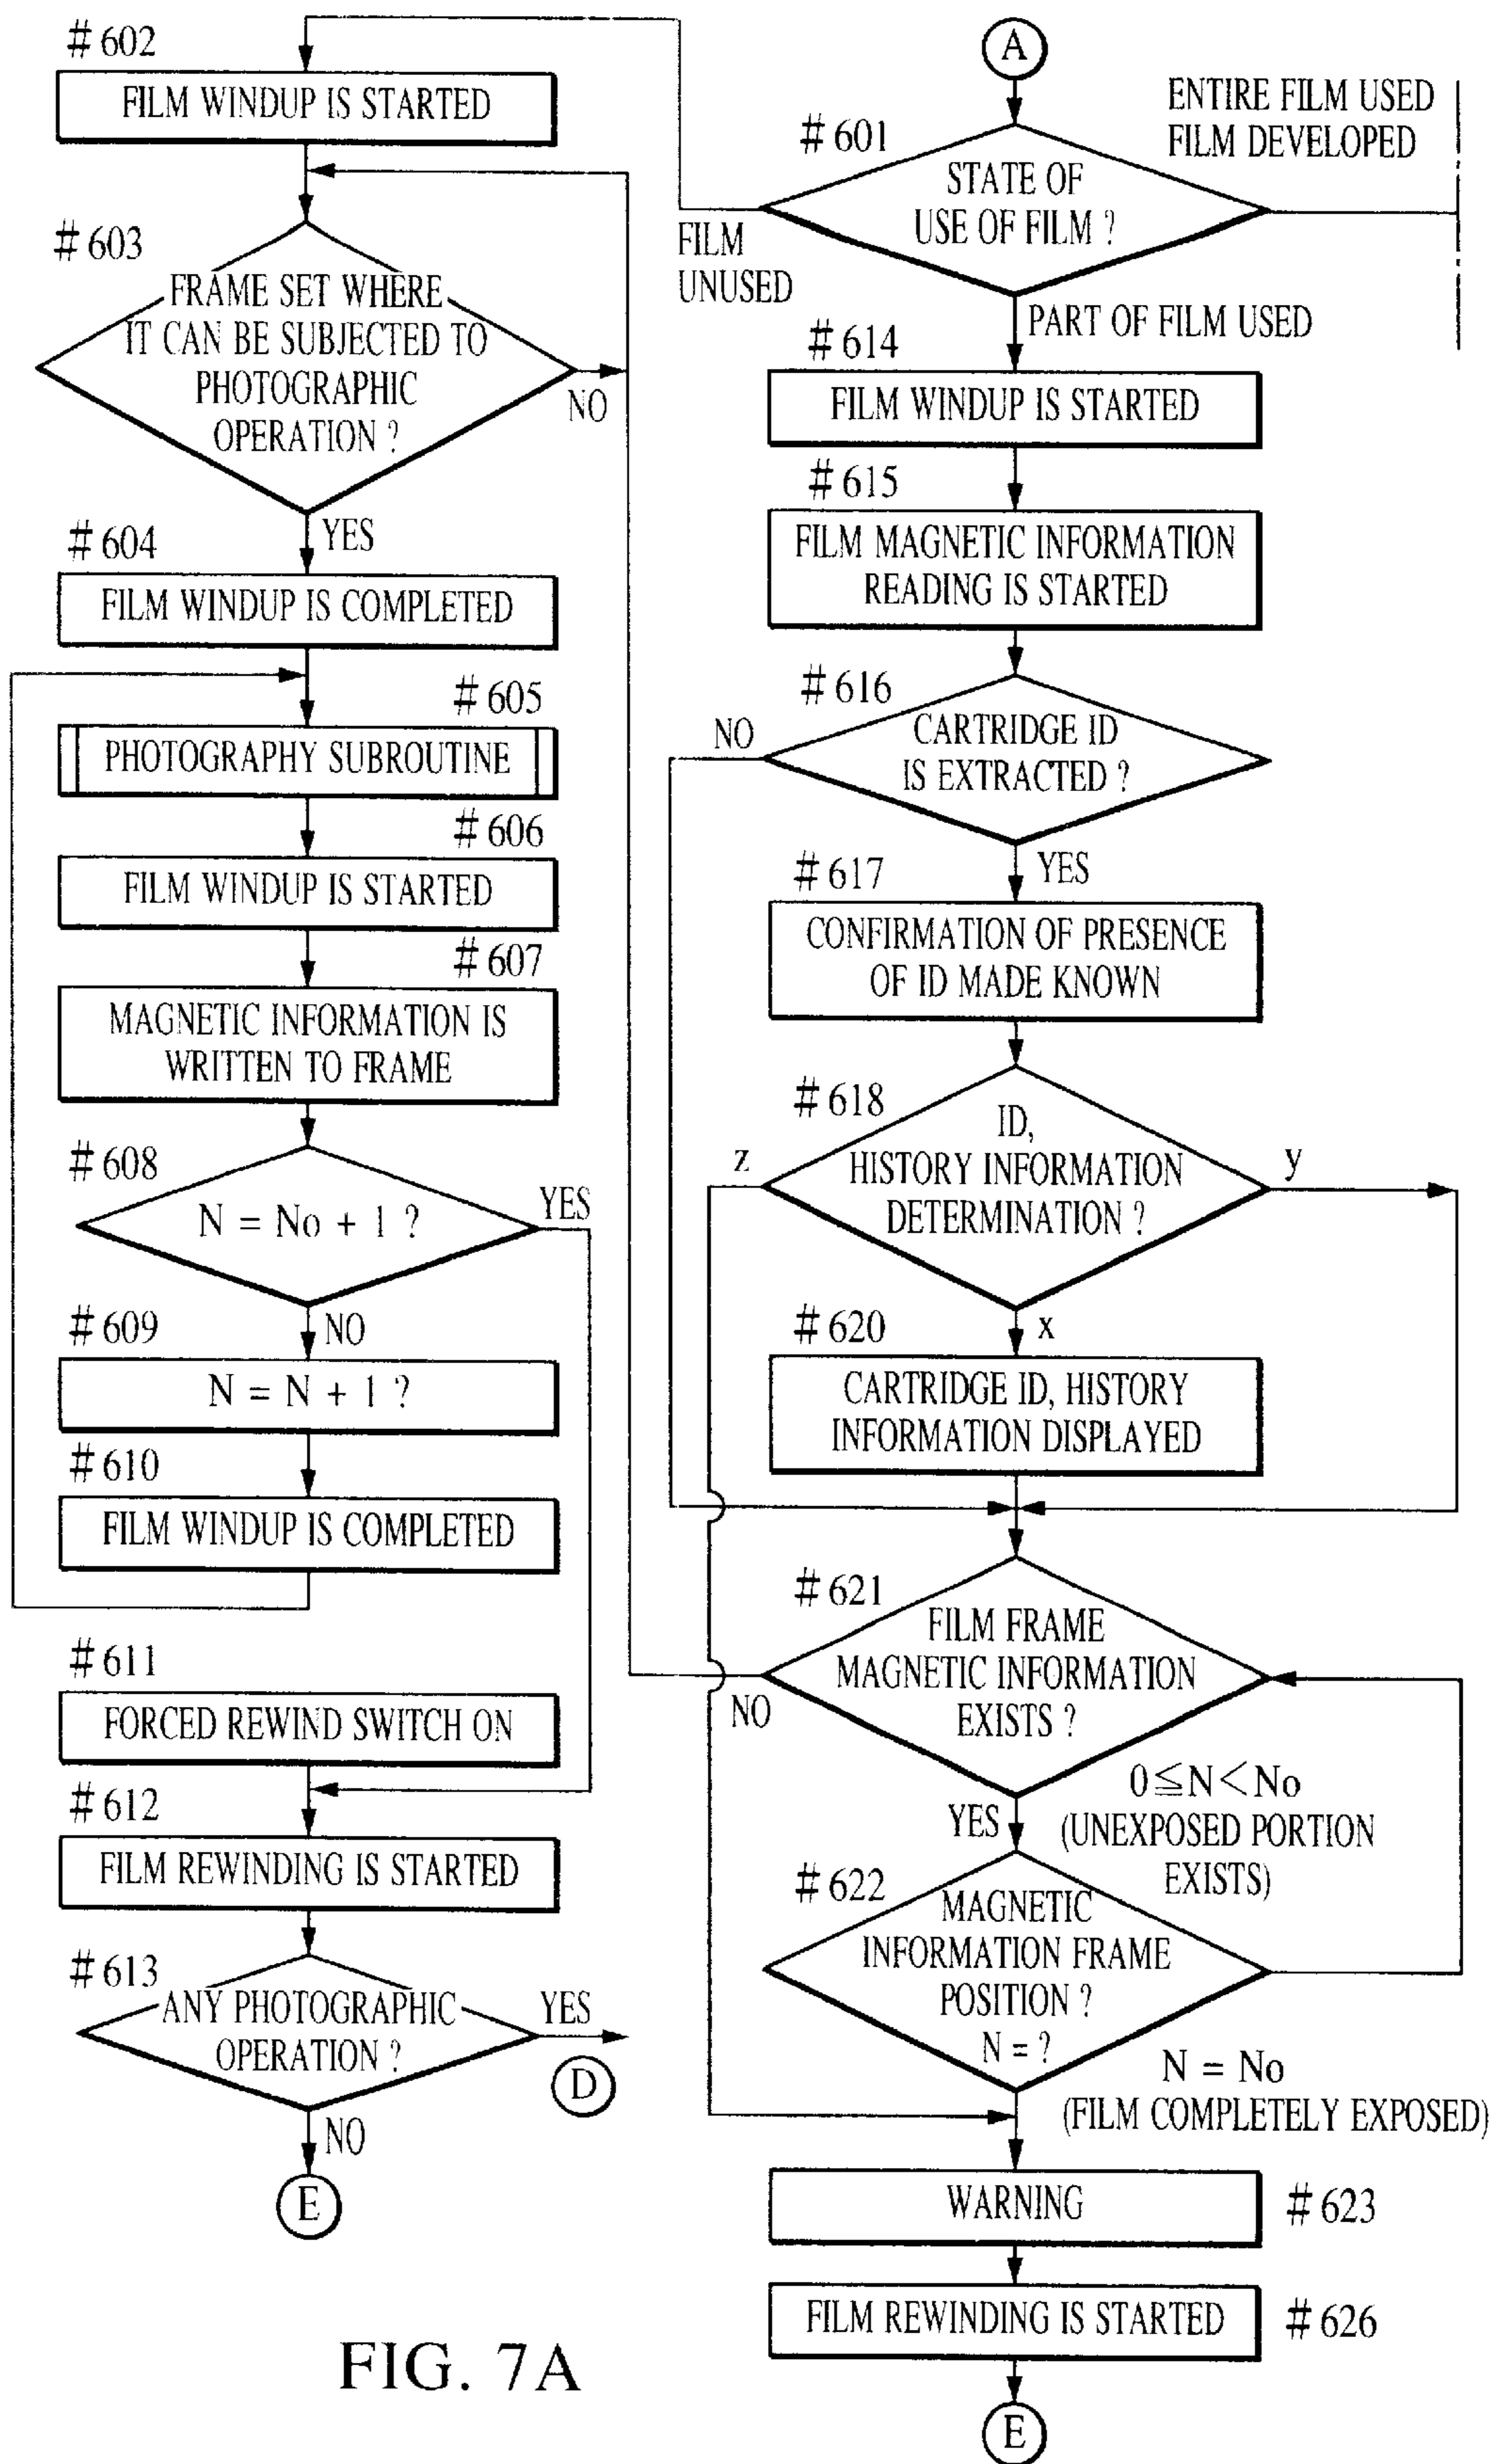 #602
FILM WINDUP IS STARTED
#603
FRAME SET WHERE
IT CAN BE SUBJECTED TO
PHOTOGRAPHIC
OPERATION ?
NO
YES
#604
FILM WINDUP IS COMPLETED
#605
PHOTOGRAPHY SUBROUTINE
#606
FILM WINDUP IS STARTED
#607
MAGNETIC INFORMATION IS
WRITTEN TO FRAME
#608
N = No + 1 ?
YES
NO
#609
N = N + 1 ?
#610
FILM WINDUP IS COMPLETED
#611
FORCED REWIND SWITCH ON
#612
FILM REWINDING IS STARTED
#613
ANY PHOTOGRAPHIC
OPERATION ?
YES
D
NO
E
A
ENTIRE FILM USED
FILM DEVELOPED
#601
STATE OF
USE OF FILM ?
FILM
UNUSED
PART OF FILM USED
#614
FILM WINDUP IS STARTED
#615
FILM MAGNETIC INFORMATION
READING IS STARTED
#616
NO
CARTRIDGE ID
IS EXTRACTED ?
YES
#617
CONFIRMATION OF PRESENCE
OF ID MADE KNOWN
#618
ID,
HISTORY INFORMATION
DETERMINATION ?
z
y
x
#620
CARTRIDGE ID, HISTORY
INFORMATION DISPLAYED
#621
FILM FRAME
MAGNETIC INFORMATION
EXISTS ?
NO
YES
0≦N<No
(UNEXPOSED PORTION
EXISTS)
#622
MAGNETIC
INFORMATION FRAME
POSITION ?
N = ?
N = No
(FILM COMPLETELY EXPOSED)
WARNING
#623
FILM REWINDING IS STARTED
#626
E
FIG. 7A